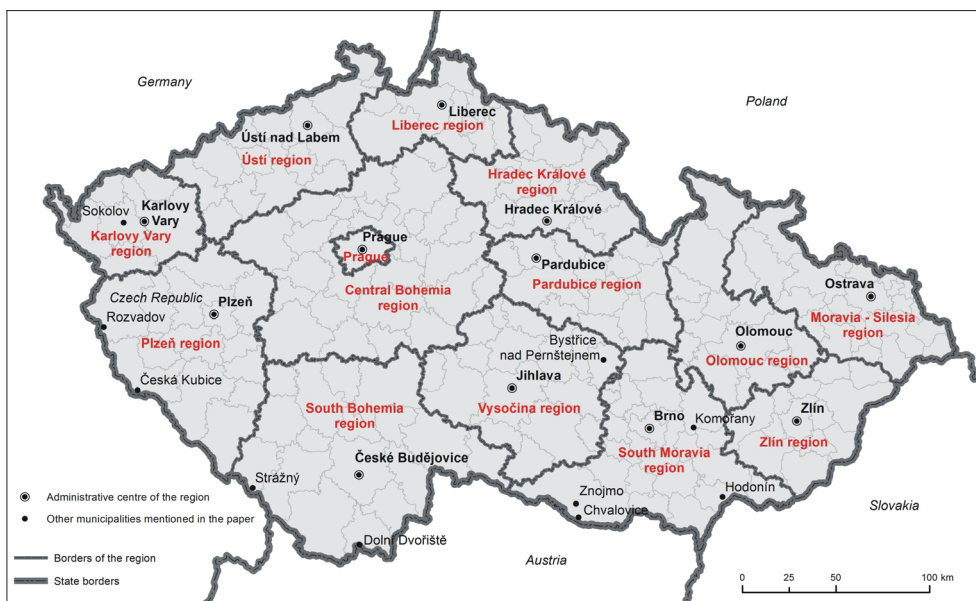 Germany
Poland
Liberec
Liberec region
Ústí nad Labem
Ústí region
Hradec Králové
region
Hradec Králové
Sokolov
Karlovy
Vary
Karlovy Vary
region
Prague
Prague
Central Bohemia
region
Pardubice
Pardubice region
Czech Republic
Rozvadov
Plzeň
Plzeň region
Ostrava
Moravia - Silesia
region
Olomouc
Olomouc region
Bystřice
nad Pernštejnem
Jihlava
Vysočina region
Česká Kubice
South Bohemia
region
České Budějovice
Brno
Komořany
South Moravia
region
Zlín
Zlín region
Strážný
Znojmo
Chvalovice
Hodonín
Dolní Dvořiště
Austria
Slovakia
Administrative centre of the region
Other municipalities mentioned in the paper
Borders of the region
State borders
0 25 50 100 km